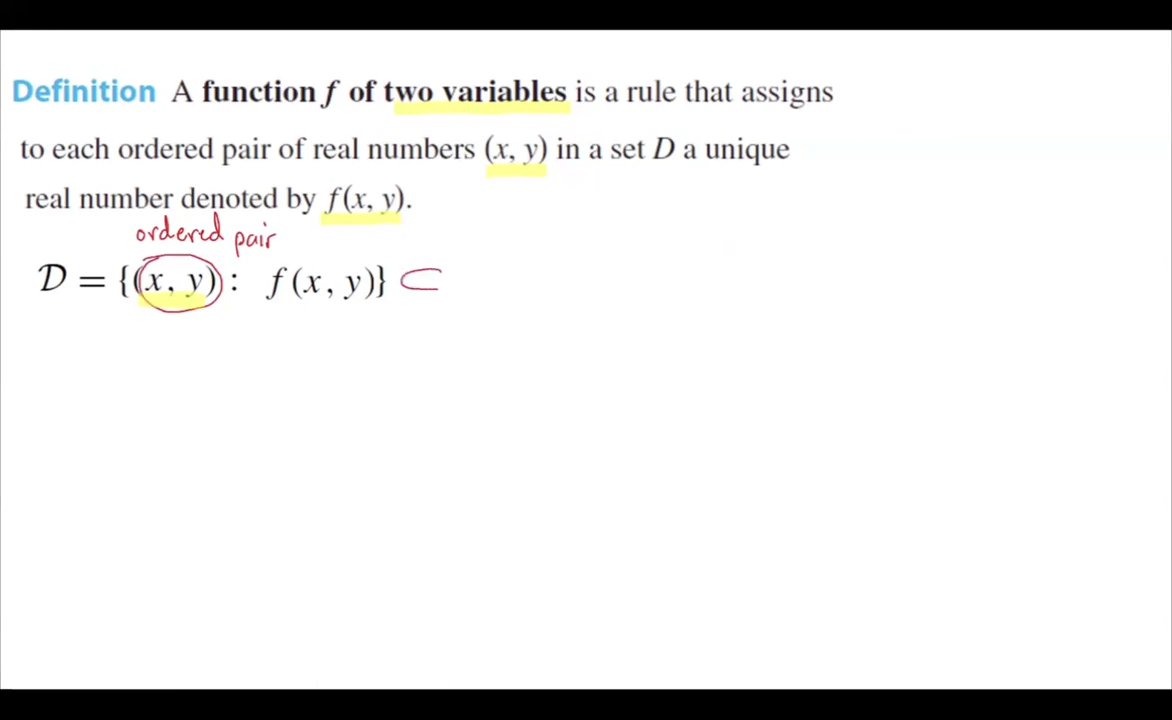 Definition A function f of two variables is a rule that assigns
to each ordered pair of real numbers (x, y) in a set D a unique
real number denoted by f(x, y).
ordered pair
𝒟 = {(x, y) : f(x, y)} ⊂